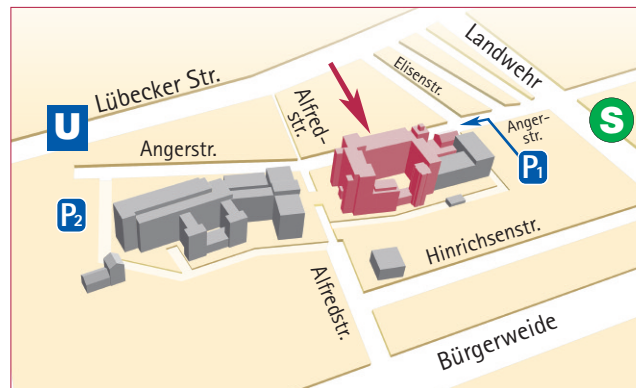 Landwehr
Elisenstr.
Lübecker Str.
Alfred-
str.
U
S
Anger-
str.
Angerstr.
P1
P2
Hinrichsenstr.
Alfredstr.
Bürgerweide